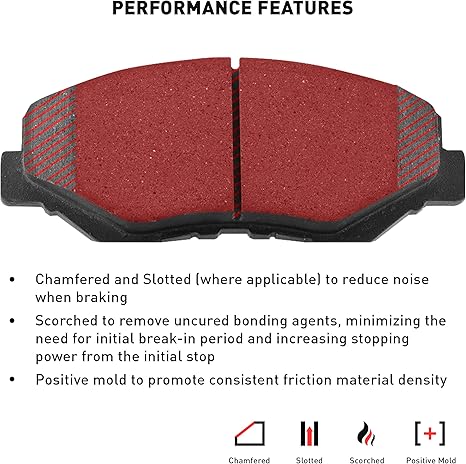 PERFORMANCE FEATURES
• Chamfered and Slotted (where applicable) to reduce noise
when braking
• Scorched to remove uncured bonding agents, minimizing the
need for initial break-in period and increasing stopping
power from the initial stop
• Positive mold to promote consistent friction material density
[+]
Chamfered Slotted Scorched Positive Mold